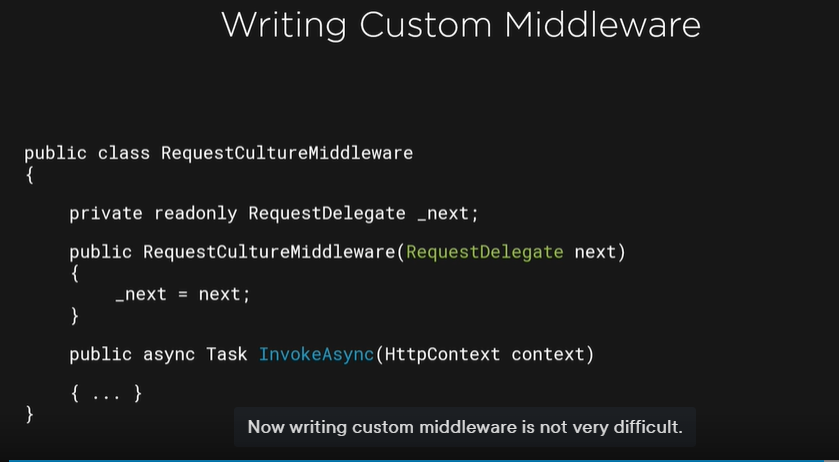 Writing Custom Middleware
public class RequestCultureMiddleware
{
private readonly RequestDelegate _next;
public RequestCultureMiddleware(RequestDelegate next)
{
_next = next;
}
public async Task InvokeAsync(HttpContext context)
{ ... }
}
Now writing custom middleware is not very difficult.